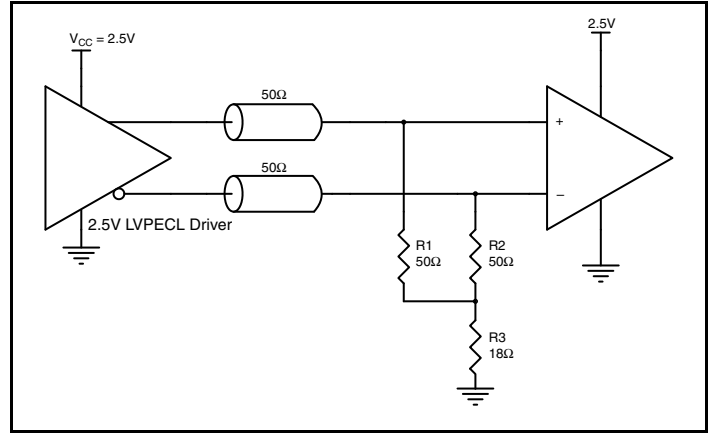 V_CC = 2.5V
2.5V
50Ω
+
50Ω
−
2.5V LVPECL Driver
R1
50Ω
R2
50Ω
R3
18Ω